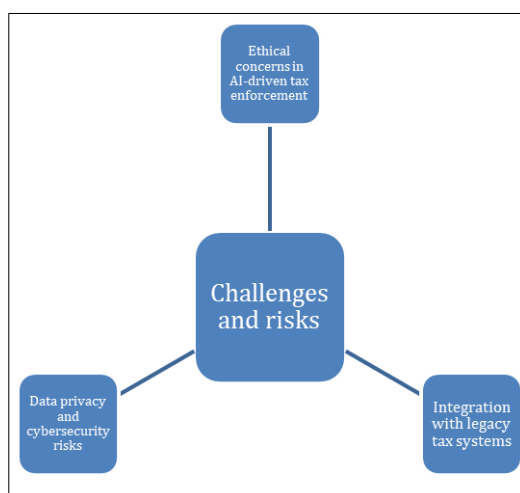 Ethical
concerns in
AI-driven tax
enforcement
Challenges
and risks
Data privacy
and
cybersecurity
risks
Integration
with legacy
tax systems